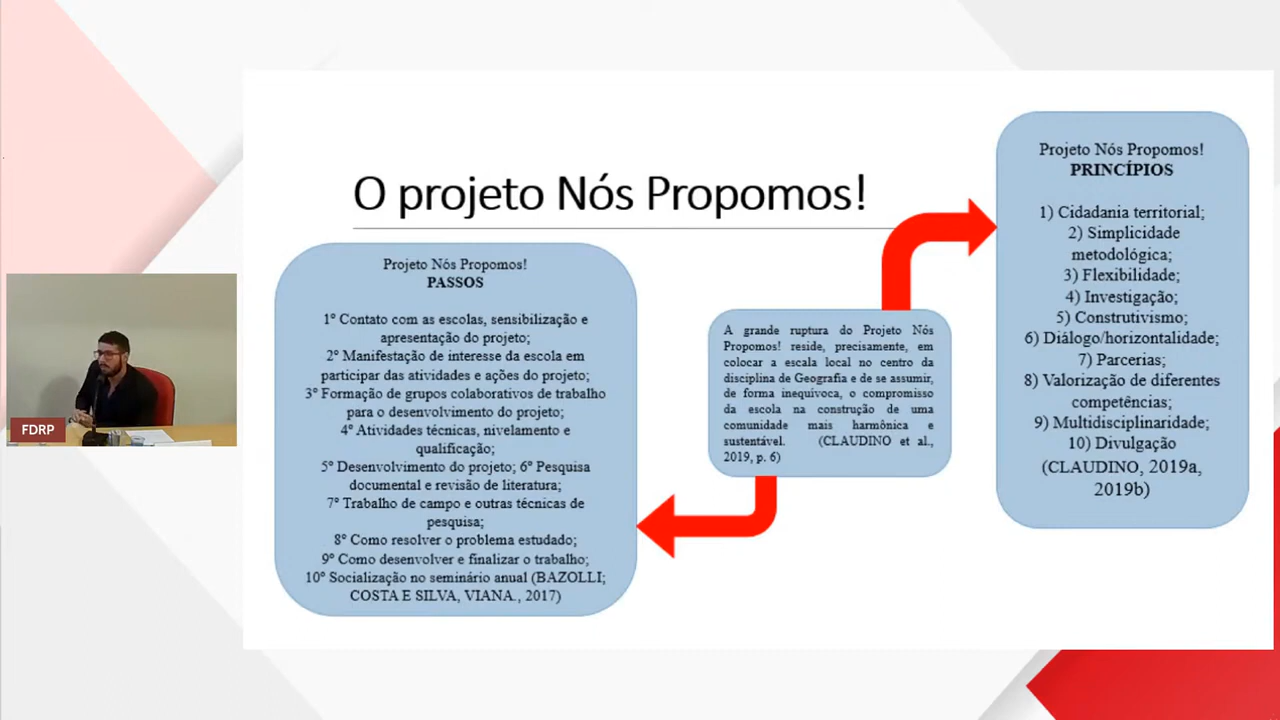 O projeto Nós Propomos!
Projeto Nós Propomos!
PASSOS
1º Contato com as escolas, sensibilização e
apresentação do projeto;
2º Manifestação de interesse da escola em
participar das atividades e ações do projeto;
3º Formação de grupos colaborativos de trabalho
para o desenvolvimento do projeto;
4º Atividades técnicas, nivelamento e
qualificação;
5º Desenvolvimento do projeto; 6º Pesquisa
documental e revisão de literatura;
7º Trabalho de campo e outras técnicas de
pesquisa;
8º Como resolver o problema estudado;
9º Como desenvolver e finalizar o trabalho;
10º Socialização no seminário anual (BAZOLLI;
COSTA E SILVA, VIANA., 2017)
A grande ruptura do Projeto Nós
Propomos! reside, precisamente, em
colocar a escala local no centro da
disciplina de Geografia e de se assumir,
de forma inequívoca, o compromisso
da escola na construção de uma
comunidade mais harmônica e
sustentável. (CLAUDINO et al.,
2019, p. 6)
Projeto Nós Propomos!
PRINCÍPIOS
1) Cidadania territorial;
2) Simplicidade
metodológica;
3) Flexibilidade;
4) Investigação;
5) Construtivismo;
6) Diálogo/horizontalidade;
7) Parcerias;
8) Valorização de diferentes
competências;
9) Multidisciplinaridade;
10) Divulgação
(CLAUDINO, 2019a,
2019b)
FDRP